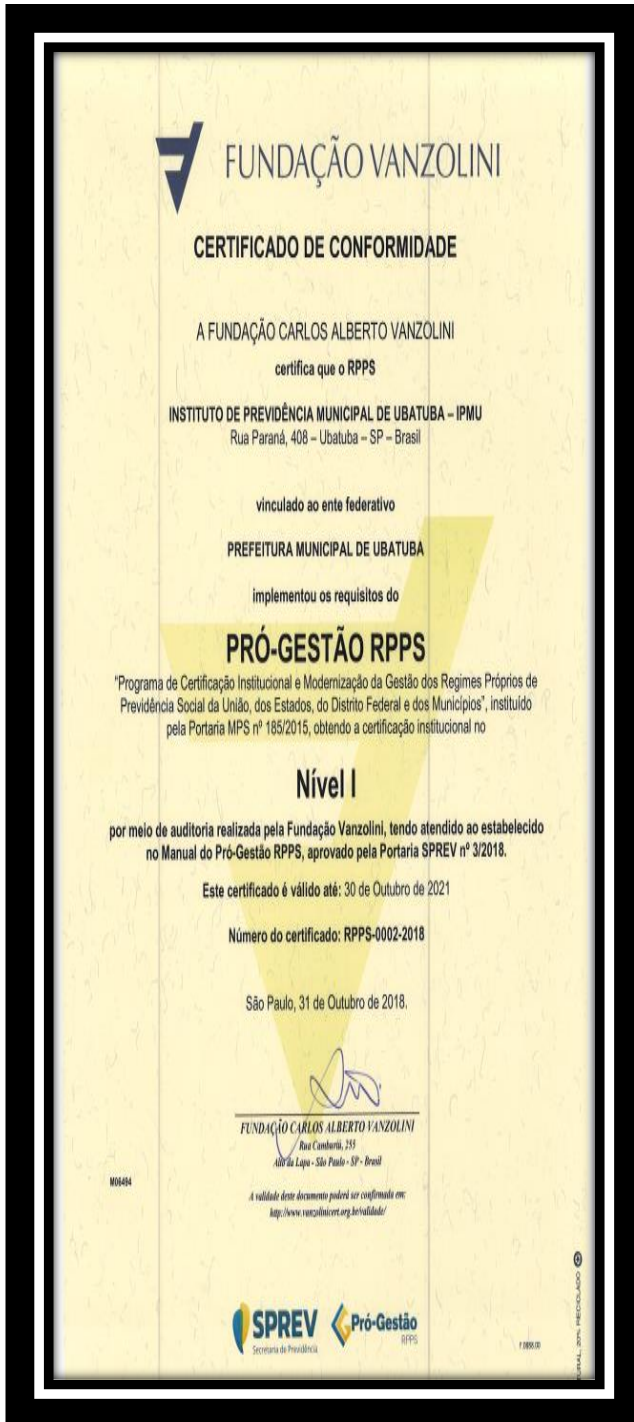 FUNDAÇÃO VANZOLINI
CERTIFICADO DE CONFORMIDADE
A FUNDAÇÃO CARLOS ALBERTO VANZOLINI
certifica que o RPPS
INSTITUTO DE PREVIDÊNCIA MUNICIPAL DE UBATUBA – IPMU
Rua Paraná, 408 – Ubatuba – SP – Brasil
vinculado ao ente federativo
PREFEITURA MUNICIPAL DE UBATUBA
implementou os requisitos do
PRÓ-GESTÃO RPPS
"Programa de Certificação Institucional e Modernização da Gestão dos Regimes Próprios de
Previdência Social da União, dos Estados, do Distrito Federal e dos Municípios", instituído
pela Portaria MPS nº 185/2015, obtendo a certificação institucional no
Nível I
por meio de auditoria realizada pela Fundação Vanzolini, tendo atendido ao estabelecido
no Manual do Pró-Gestão RPPS, aprovado pela Portaria SPREV nº 3/2018.
Este certificado é válido até: 30 de Outubro de 2021
Número do certificado: RPPS-0002-2018
São Paulo, 31 de Outubro de 2018.
FUNDAÇÃO CARLOS ALBERTO VANZOLINI
Rua Camburiú, 255
Alto da Lapa - São Paulo - SP - Brasil
M06494
A validade deste documento poderá ser confirmada em:
http://www.vanzolinicert.org.br/validade/
SPREV
Secretaria de Previdência
Pró-Gestão
RPPS
TURAL, 20% RECICLADO